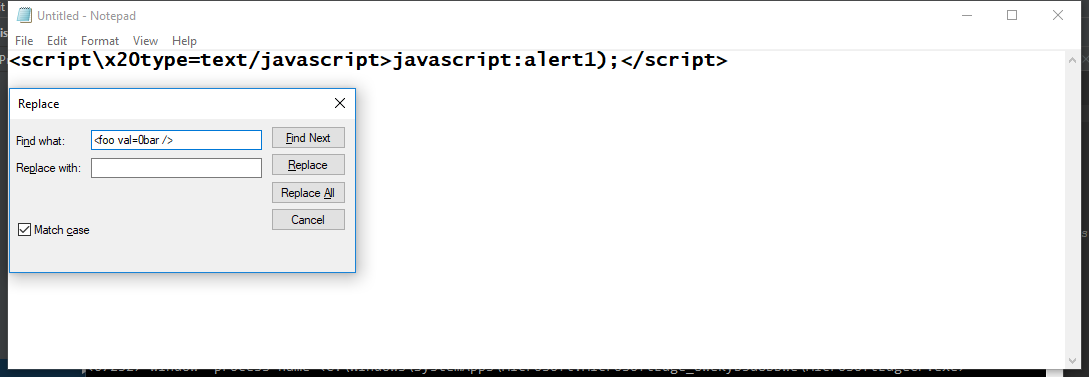 Untitled - Notepad
File Edit Format View Help
<script\x20type=text/javascript>javascript:alert1);</script>
Replace
Find what: <foo val=0bar /> Find Next
Replace with: Replace
Replace All
Cancel
Match case